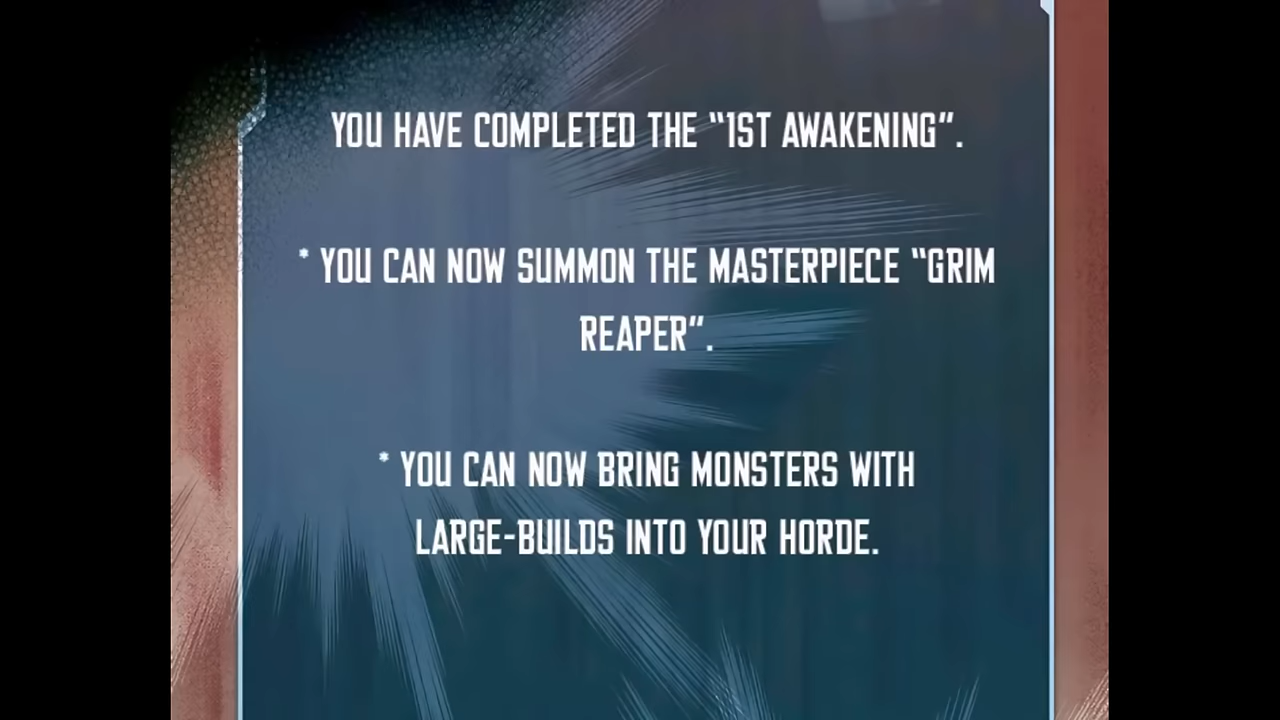 YOU HAVE COMPLETED THE “1ST AWAKENING”.
* YOU CAN NOW SUMMON THE MASTERPIECE “GRIM
REAPER”.
* YOU CAN NOW BRING MONSTERS WITH
LARGE-BUILDS INTO YOUR HORDE.